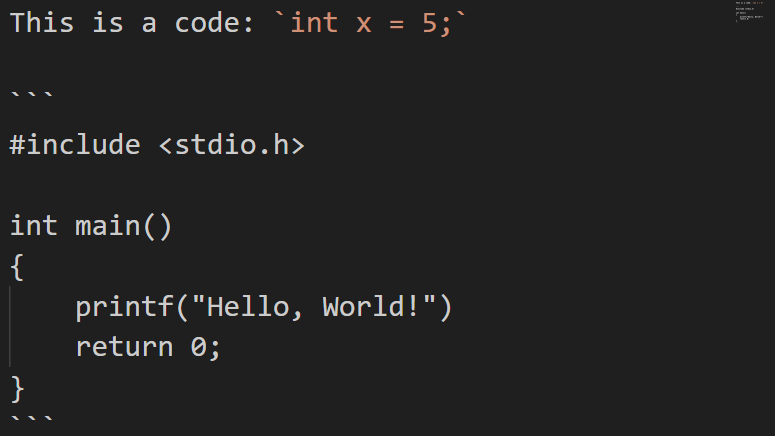 This is a code: `int x = 5;`
```
#include <stdio.h>
int main()
{
    printf("Hello, World!")
    return 0;
}
```